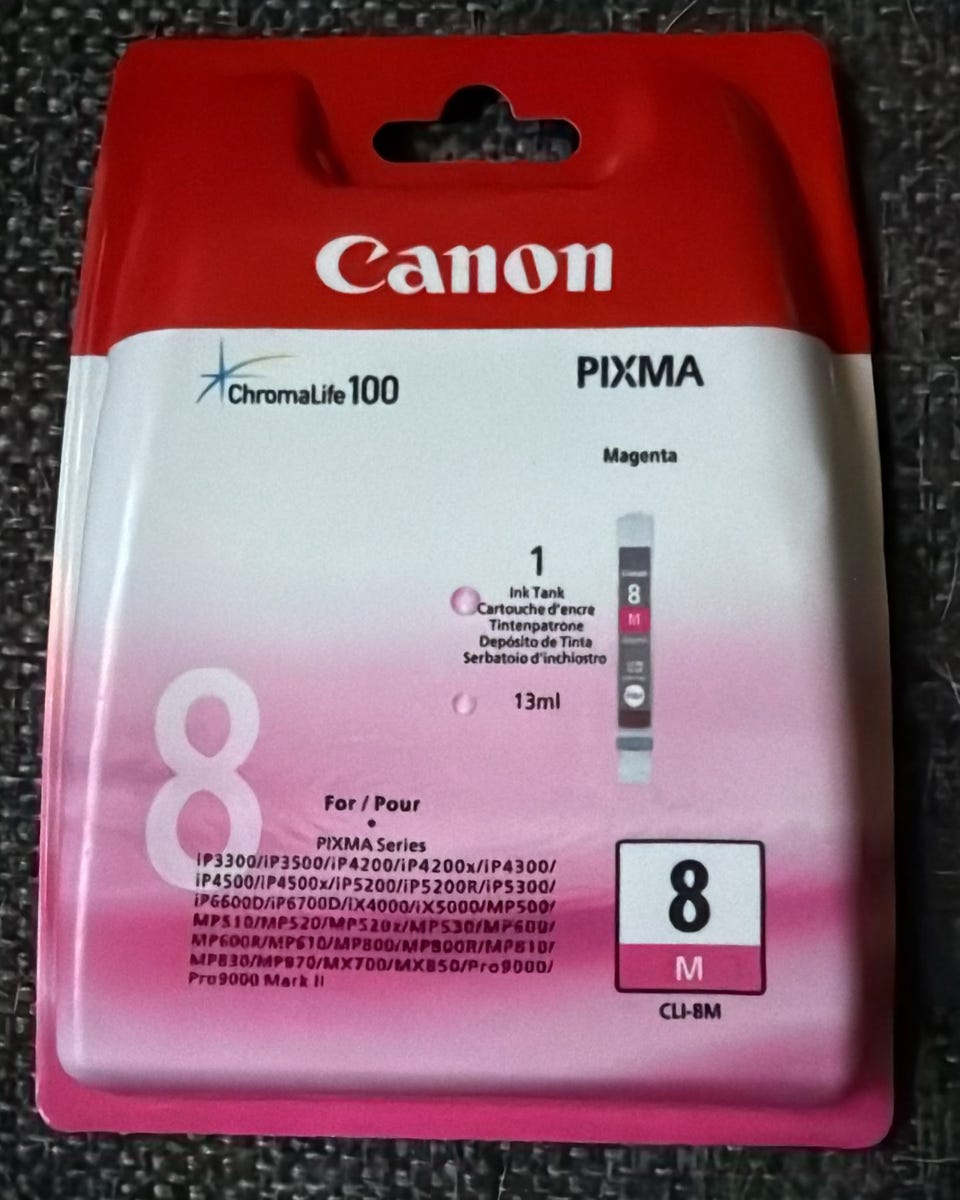 Canon
ChromaLife100
PIXMA
Magenta
1
Ink Tank
Cartouche d'encre
Tintenpatrone
Depósito de Tinta
Serbatoio d'inchiostro
13ml
8
M
8
For / Pour
•
PIXMA Series
iP3300/iP3500/iP4200/iP4200x/iP4300/
iP4500/iP4500x/iP5200/iP5200R/iP5300/
iP6600D/iP6700D/iX4000/iX5000/MP500/
MP510/MP520/MP520x/MP530/MP600/
MP600R/MP610/MP800/MP800R/MP810/
MP830/MP970/MX700/MX850/Pro9000/
Pro9000 Mark II
8
M
CLI-8M